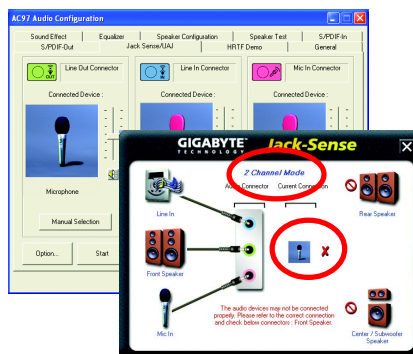 AC97 Audio Configuration
Sound Effect Equalizer Speaker Configuration Speaker Test S/PDIF-In
S/PDIF-Out Jack Sense/UAJ HRTF Demo General
OUT Line Out Connector
IN Line In Connector
Mic In Connector
Connected Device :
Connected Device :
Connected Device :
Microphone
Manual Selection
Option... Start
GIGABYTE
TECHNOLOGY
Jack-Sense
X
2 Channel Mode
Audio Connector Current Connection
Line In
Rear Speaker
Front Speaker
The audio devices may not be connected
properly. Please refer to the correct connection
and check below connectors : Front Speaker.
Mic In
Center / Subwoofer
Speaker